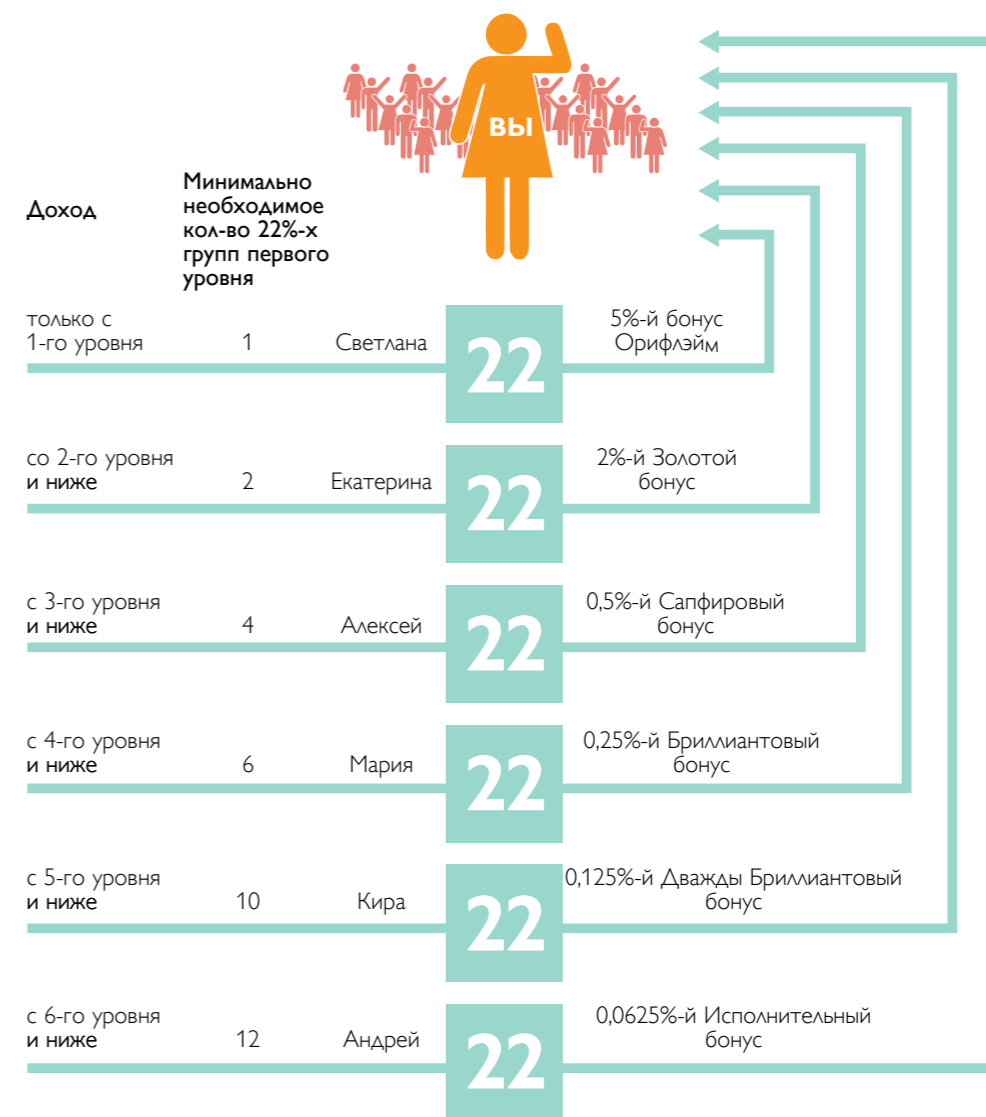 ВЫ
Доход
Минимально
необходимое
кол-во 22%-х
групп первого
уровня
только с
1-го уровня
1
Светлана
22
5%-й бонус
Орифлэйм
со 2-го уровня
и ниже
2
Екатерина
22
2%-й Золотой
бонус
с 3-го уровня
и ниже
4
Алексей
22
0,5%-й Сапфировый
бонус
с 4-го уровня
и ниже
6
Мария
22
0,25%-й Бриллиантовый
бонус
с 5-го уровня
и ниже
10
Кира
22
0,125%-й Дважды Бриллиантовый
бонус
с 6-го уровня
и ниже
12
Андрей
22
0,0625%-й Исполнительный
бонус